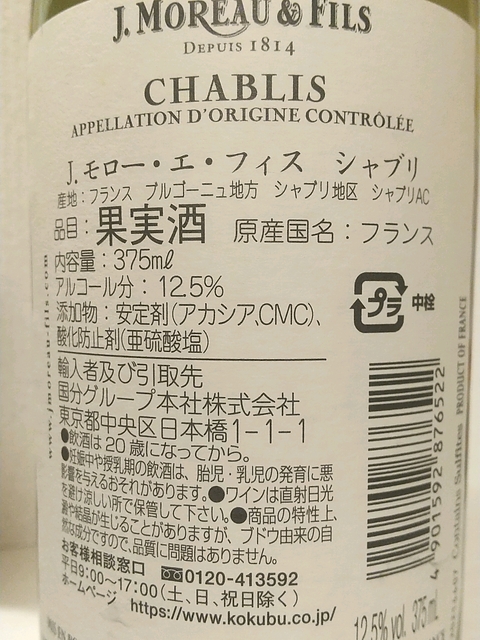 J. MOREAU & FILS
DEPUIS 1814
CHABLIS
APPELLATION D'ORIGINE CONTRÔLÉE
J. モロー・エ・フィス シャブリ
産地：フランス ブルゴーニュ地方 シャブリ地区 シャブリAC
品目：果実酒 原産国名：フランス
内容量：375mℓ
アルコール分：12.5%
添加物：安定剤(アカシア､CMC)､
酸化防止剤(亜硫酸塩)
プラ
輸入者及び引取先
国分グループ本社株式会社
東京都中央区日本橋1-1-1
●飲酒は20歳になってから。
●妊娠中や授乳期の飲酒は、胎児・乳児の発育に悪
影響を与えるおそれがあります。●ワインは直射日光
を避け涼しい所で保管して下さい。●商品の特性上、
澱や結晶が生じることがありますが、ブドウ由来の自
然な成分ですので、品質に問題はありません。
お客様相談窓口 0120-413592
平日9:00～17:00(土、日、祝日除く)
ホームページ https://www.kokubu.co.jp/
www.jmoreau-fils.com
4 901592 876522
Contains Sulfites PRODUCT OF FRANCE
12.5% vol. 375 mL
MIS EN